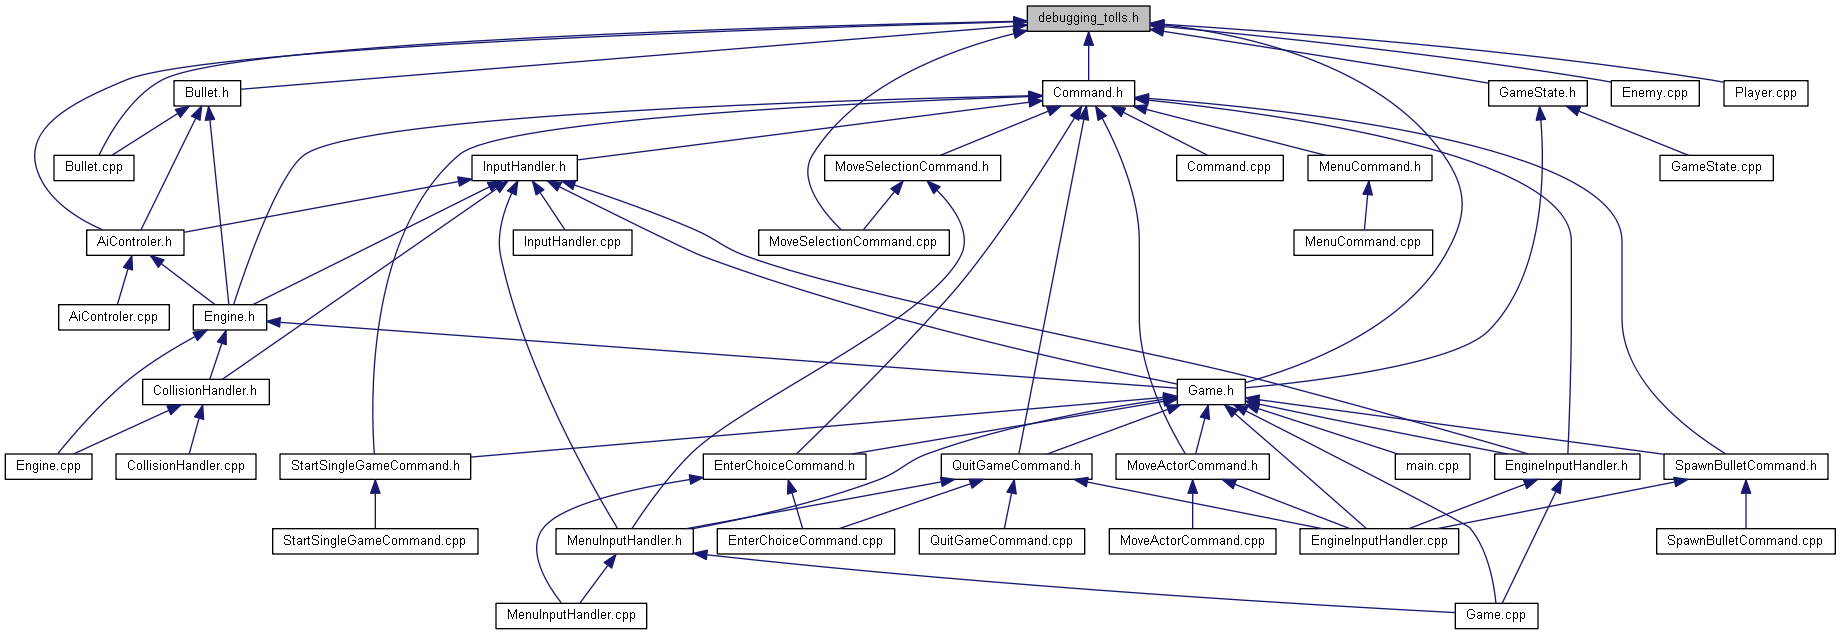 debugging_tolls.h
Bullet.h
Command.h
GameState.h
Enemy.cpp
Player.cpp
Bullet.cpp
InputHandler.h
MoveSelectionCommand.h
Command.cpp
MenuCommand.h
GameState.cpp
AiControler.h
InputHandler.cpp
MoveSelectionCommand.cpp
MenuCommand.cpp
AiControler.cpp
Engine.h
CollisionHandler.h
Game.h
Engine.cpp
CollisionHandler.cpp
StartSingleGameCommand.h
EnterChoiceCommand.h
QuitGameCommand.h
MoveActorCommand.h
main.cpp
EngineInputHandler.h
SpawnBulletCommand.h
StartSingleGameCommand.cpp
MenuInputHandler.h
EnterChoiceCommand.cpp
QuitGameCommand.cpp
MoveActorCommand.cpp
EngineInputHandler.cpp
SpawnBulletCommand.cpp
MenuInputHandler.cpp
Game.cpp